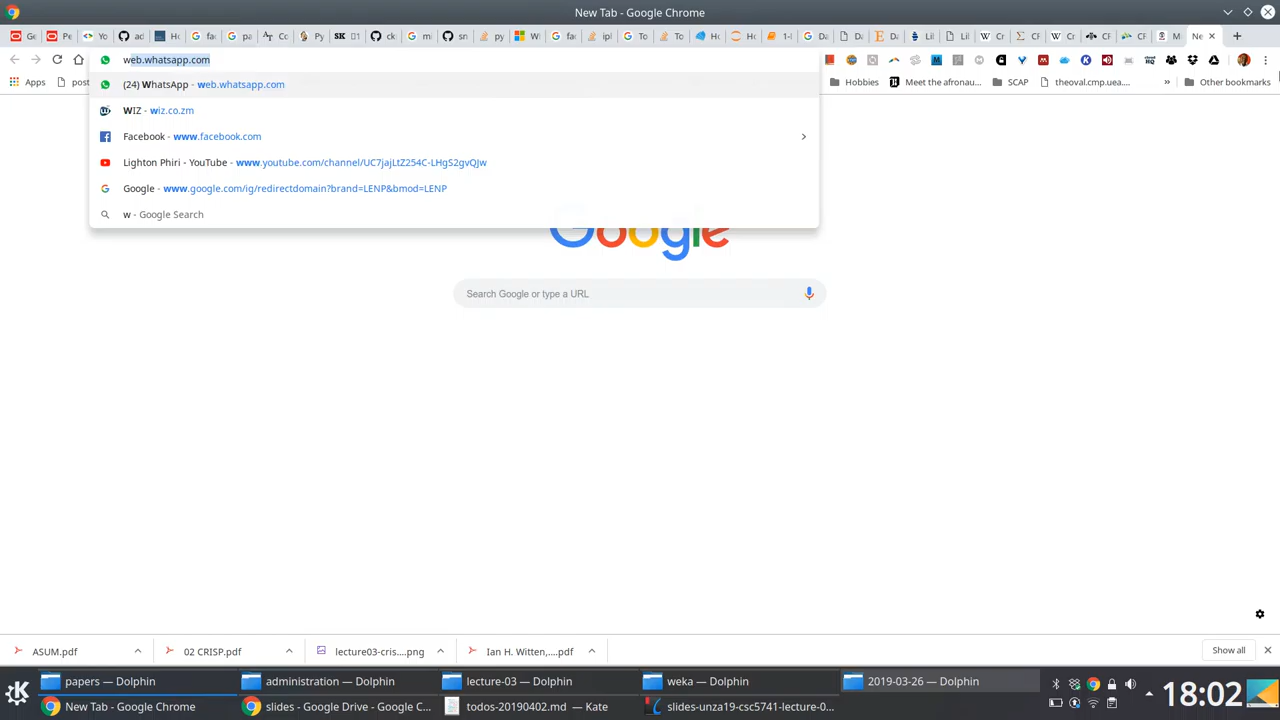 New Tab - Google Chrome
Ne
web.whatsapp.com
(24) WhatsApp - web.whatsapp.com
WIZ - wiz.co.zm
Facebook - www.facebook.com
Lighton Phiri - YouTube - www.youtube.com/channel/UC7jajLtZ254C-LHgS2gvQJw
Google - www.google.com/ig/redirectdomain?brand=LENP&bmod=LENP
w - Google Search
Apps
post
Hobbies
Meet the afronau...
SCAP
theoval.cmp.uea....
»
Other bookmarks
Google
Search Google or type a URL
ASUM.pdf
02 CRISP.pdf
lecture03-cris....png
Ian H. Witten,....pdf
Show all
papers — Dolphin
administration — Dolphin
lecture-03 — Dolphin
weka — Dolphin
2019-03-26 — Dolphin
New Tab - Google Chrome
slides - Google Drive - Google C...
todos-20190402.md — Kate
slides-unza19-csc5741-lecture-0...
18:02